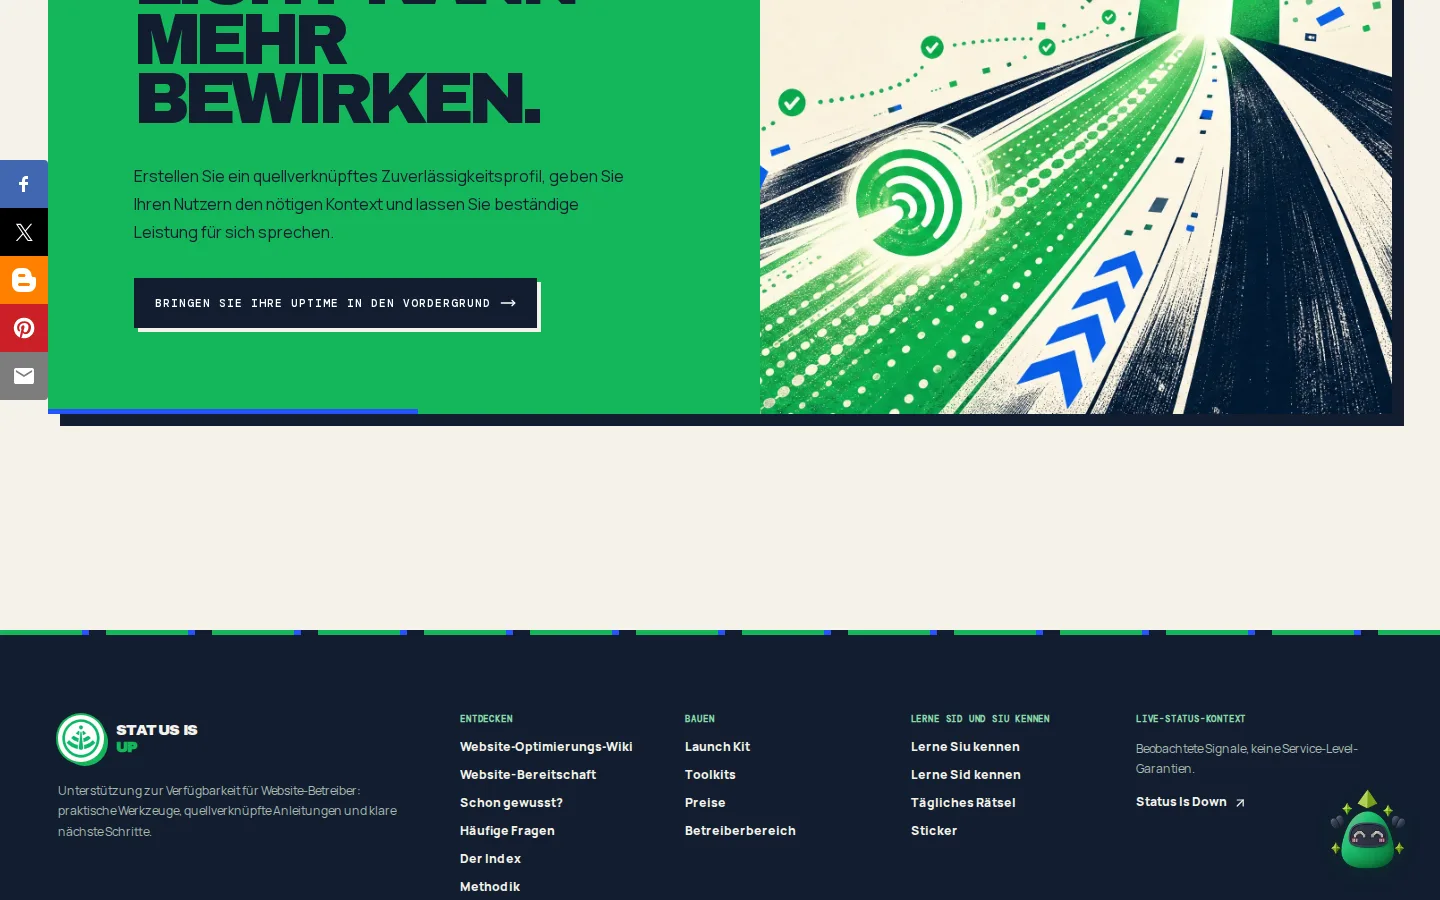 MEHR
BEWIRKEN.
Erstellen Sie ein quellverknüpftes Zuverlässigkeitsprofil, geben Sie
Ihren Nutzern den nötigen Kontext und lassen Sie beständige
Leistung für sich sprechen.
BRINGEN SIE IHRE UPTIME IN DEN VORDERGRUND →
STATUS IS
UP
Unterstützung zur Verfügbarkeit für Website-Betreiber:
praktische Werkzeuge, quellverknüpfte Anleitungen und klare
nächste Schritte.
ENTDECKEN
Website-Optimierungs-Wiki
Website-Bereitschaft
Schon gewusst?
Häufige Fragen
Der Index
Methodik
BAUEN
Launch Kit
Toolkits
Preise
Betreiberbereich
LERNE SID UND SIU KENNEN
Lerne Siu kennen
Lerne Sid kennen
Tägliches Rätsel
Sticker
LIVE-STATUS-KONTEXT
Beobachtete Signale, keine Service-Level-
Garantien.
Status Is Down ↗